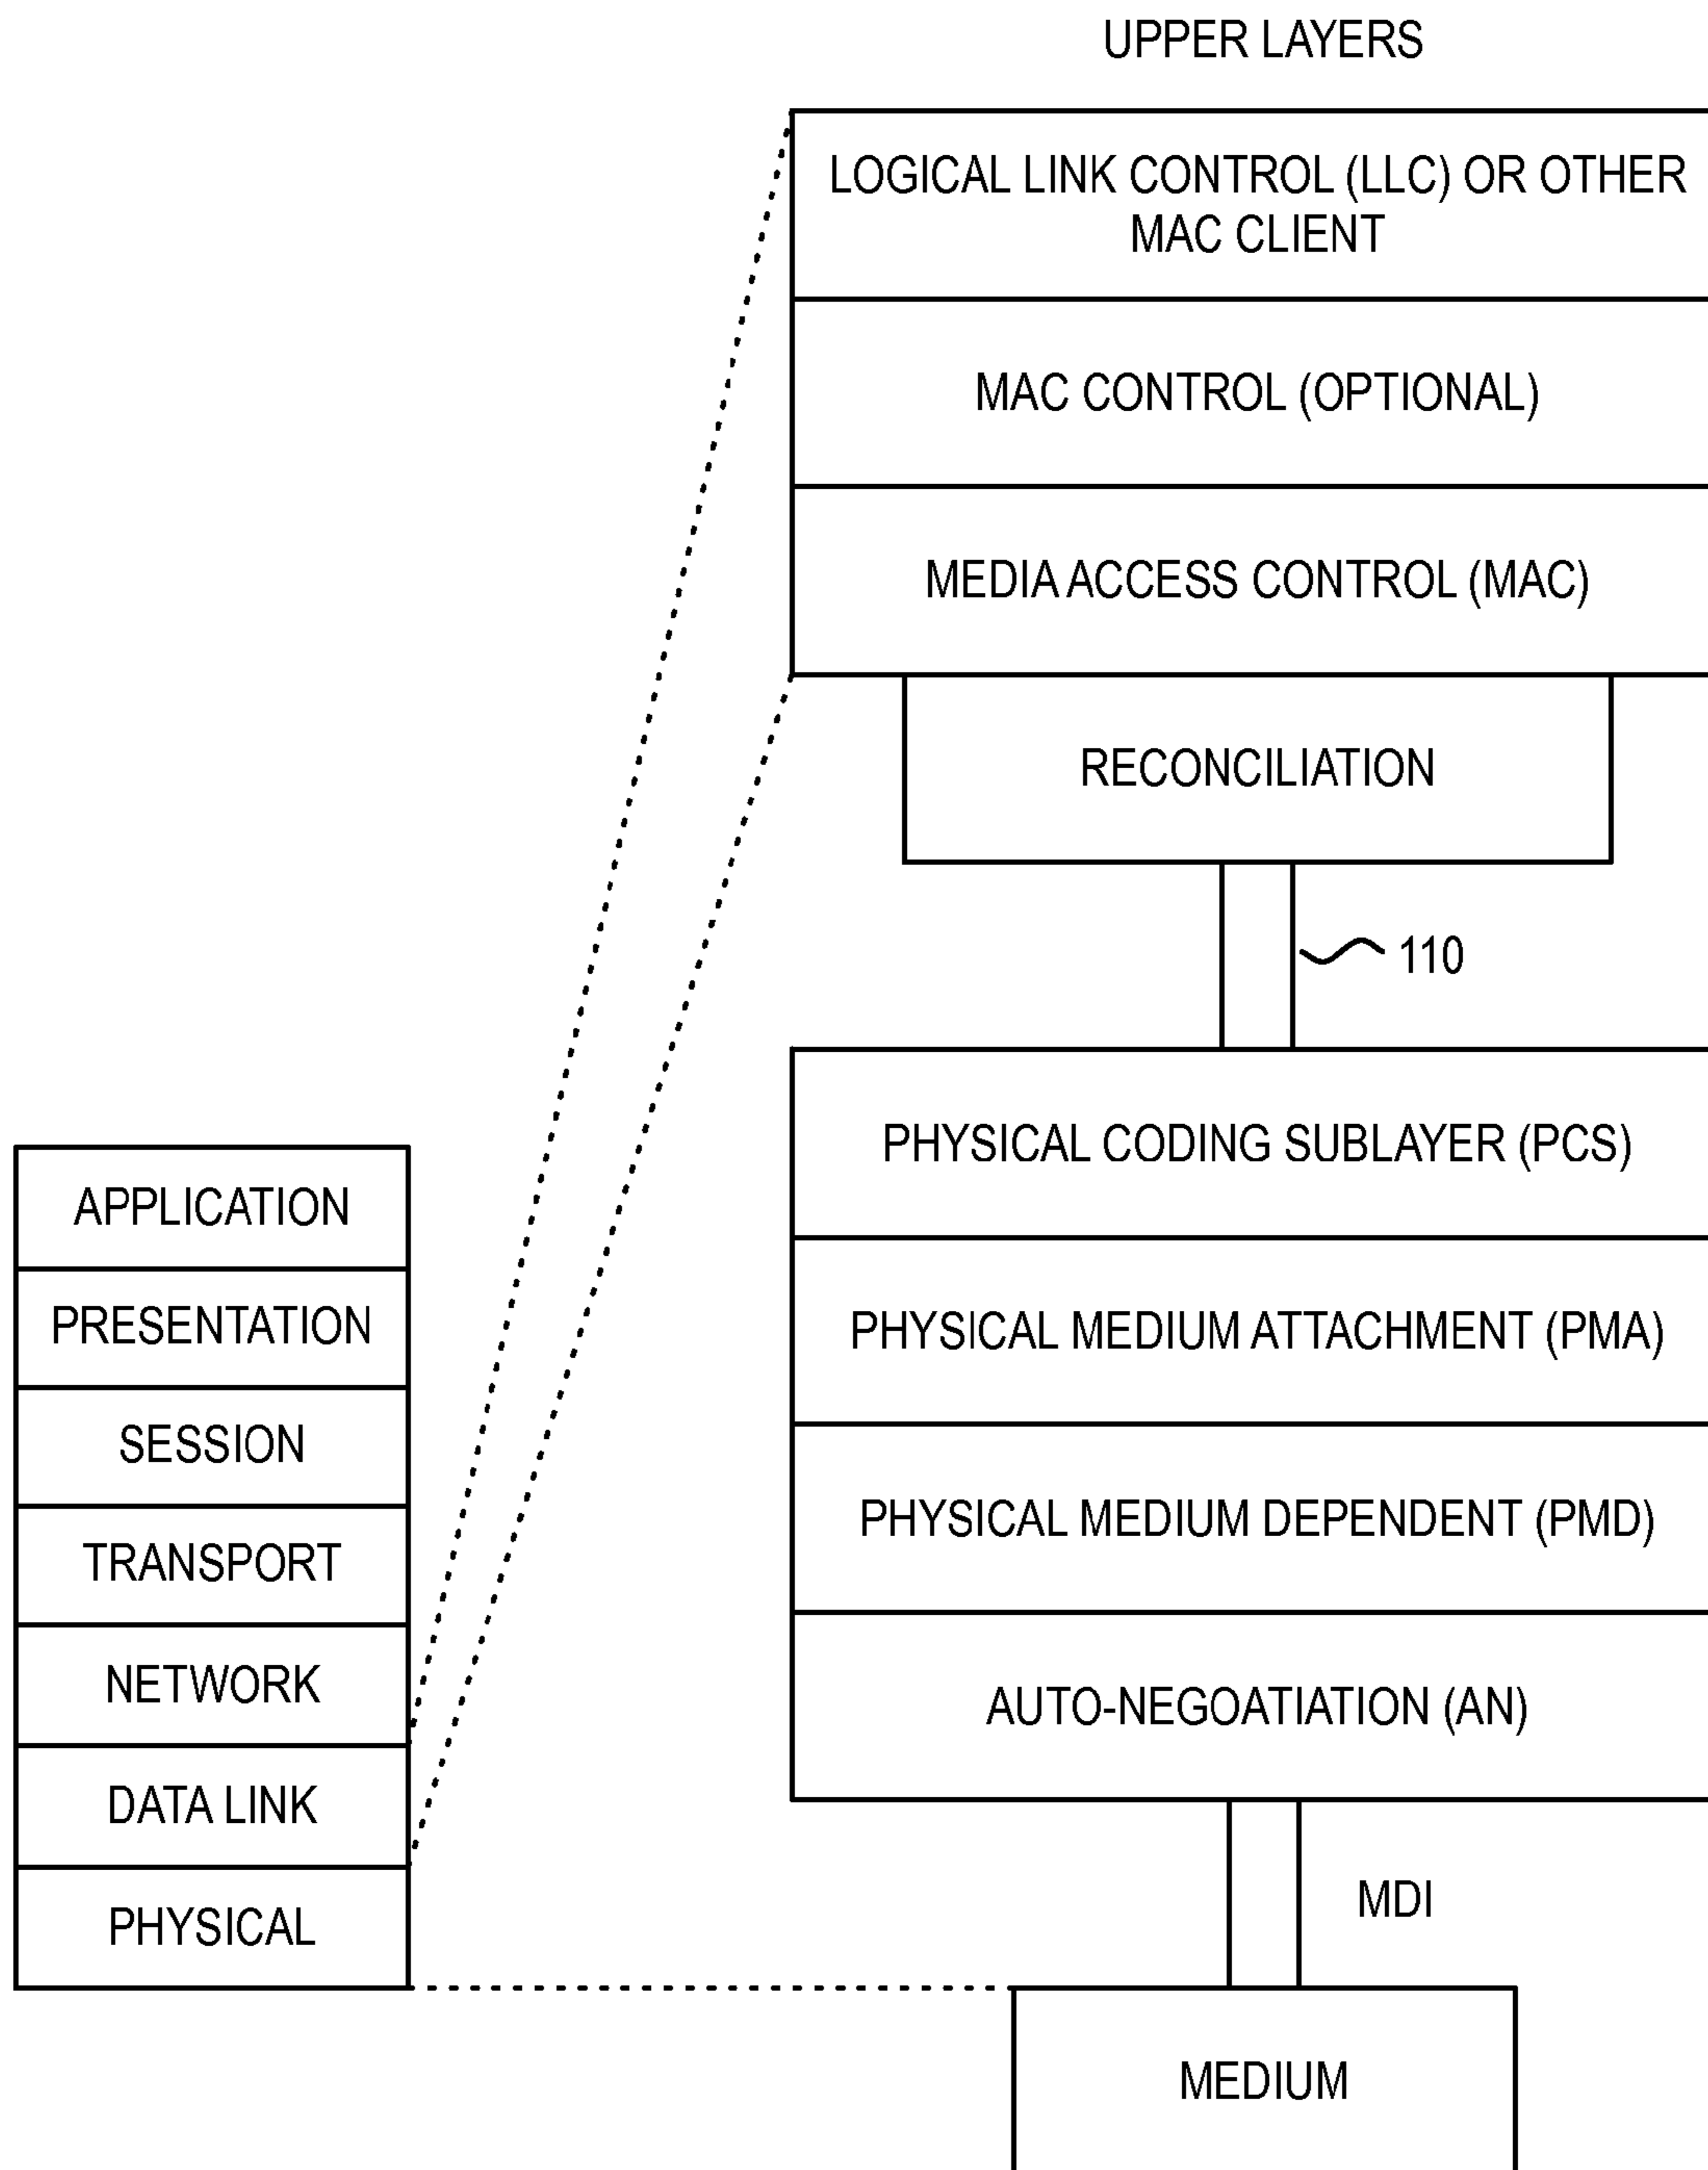 UPPER LAYERS
LOGICAL LINK CONTROL (LLC) OR OTHER
MAC CLIENT
MAC CONTROL (OPTIONAL)
MEDIA ACCESS CONTROL (MAC)
RECONCILIATION
110
PHYSICAL CODING SUBLAYER (PCS)
PHYSICAL MEDIUM ATTACHMENT (PMA)
PHYSICAL MEDIUM DEPENDENT (PMD)
AUTO-NEGOATIATION (AN)
MDI
MEDIUM
APPLICATION
PRESENTATION
SESSION
TRANSPORT
NETWORK
DATA LINK
PHYSICAL